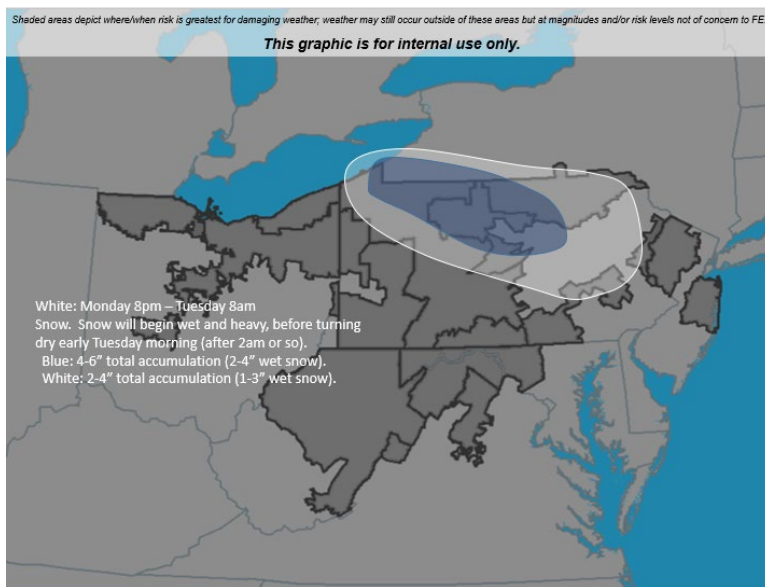 Shaded areas depict where/when risk is greatest for damaging weather; weather may still occur outside of these areas but at magnitudes and/or risk levels not of concern to FE
This graphic is for internal use only.
White: Monday 8pm – Tuesday 8am
Snow.  Snow will begin wet and heavy, before turning
dry early Tuesday morning (after 2am or so).
Blue: 4-6” total accumulation (2-4” wet snow).
White: 2-4” total accumulation (1-3” wet snow).